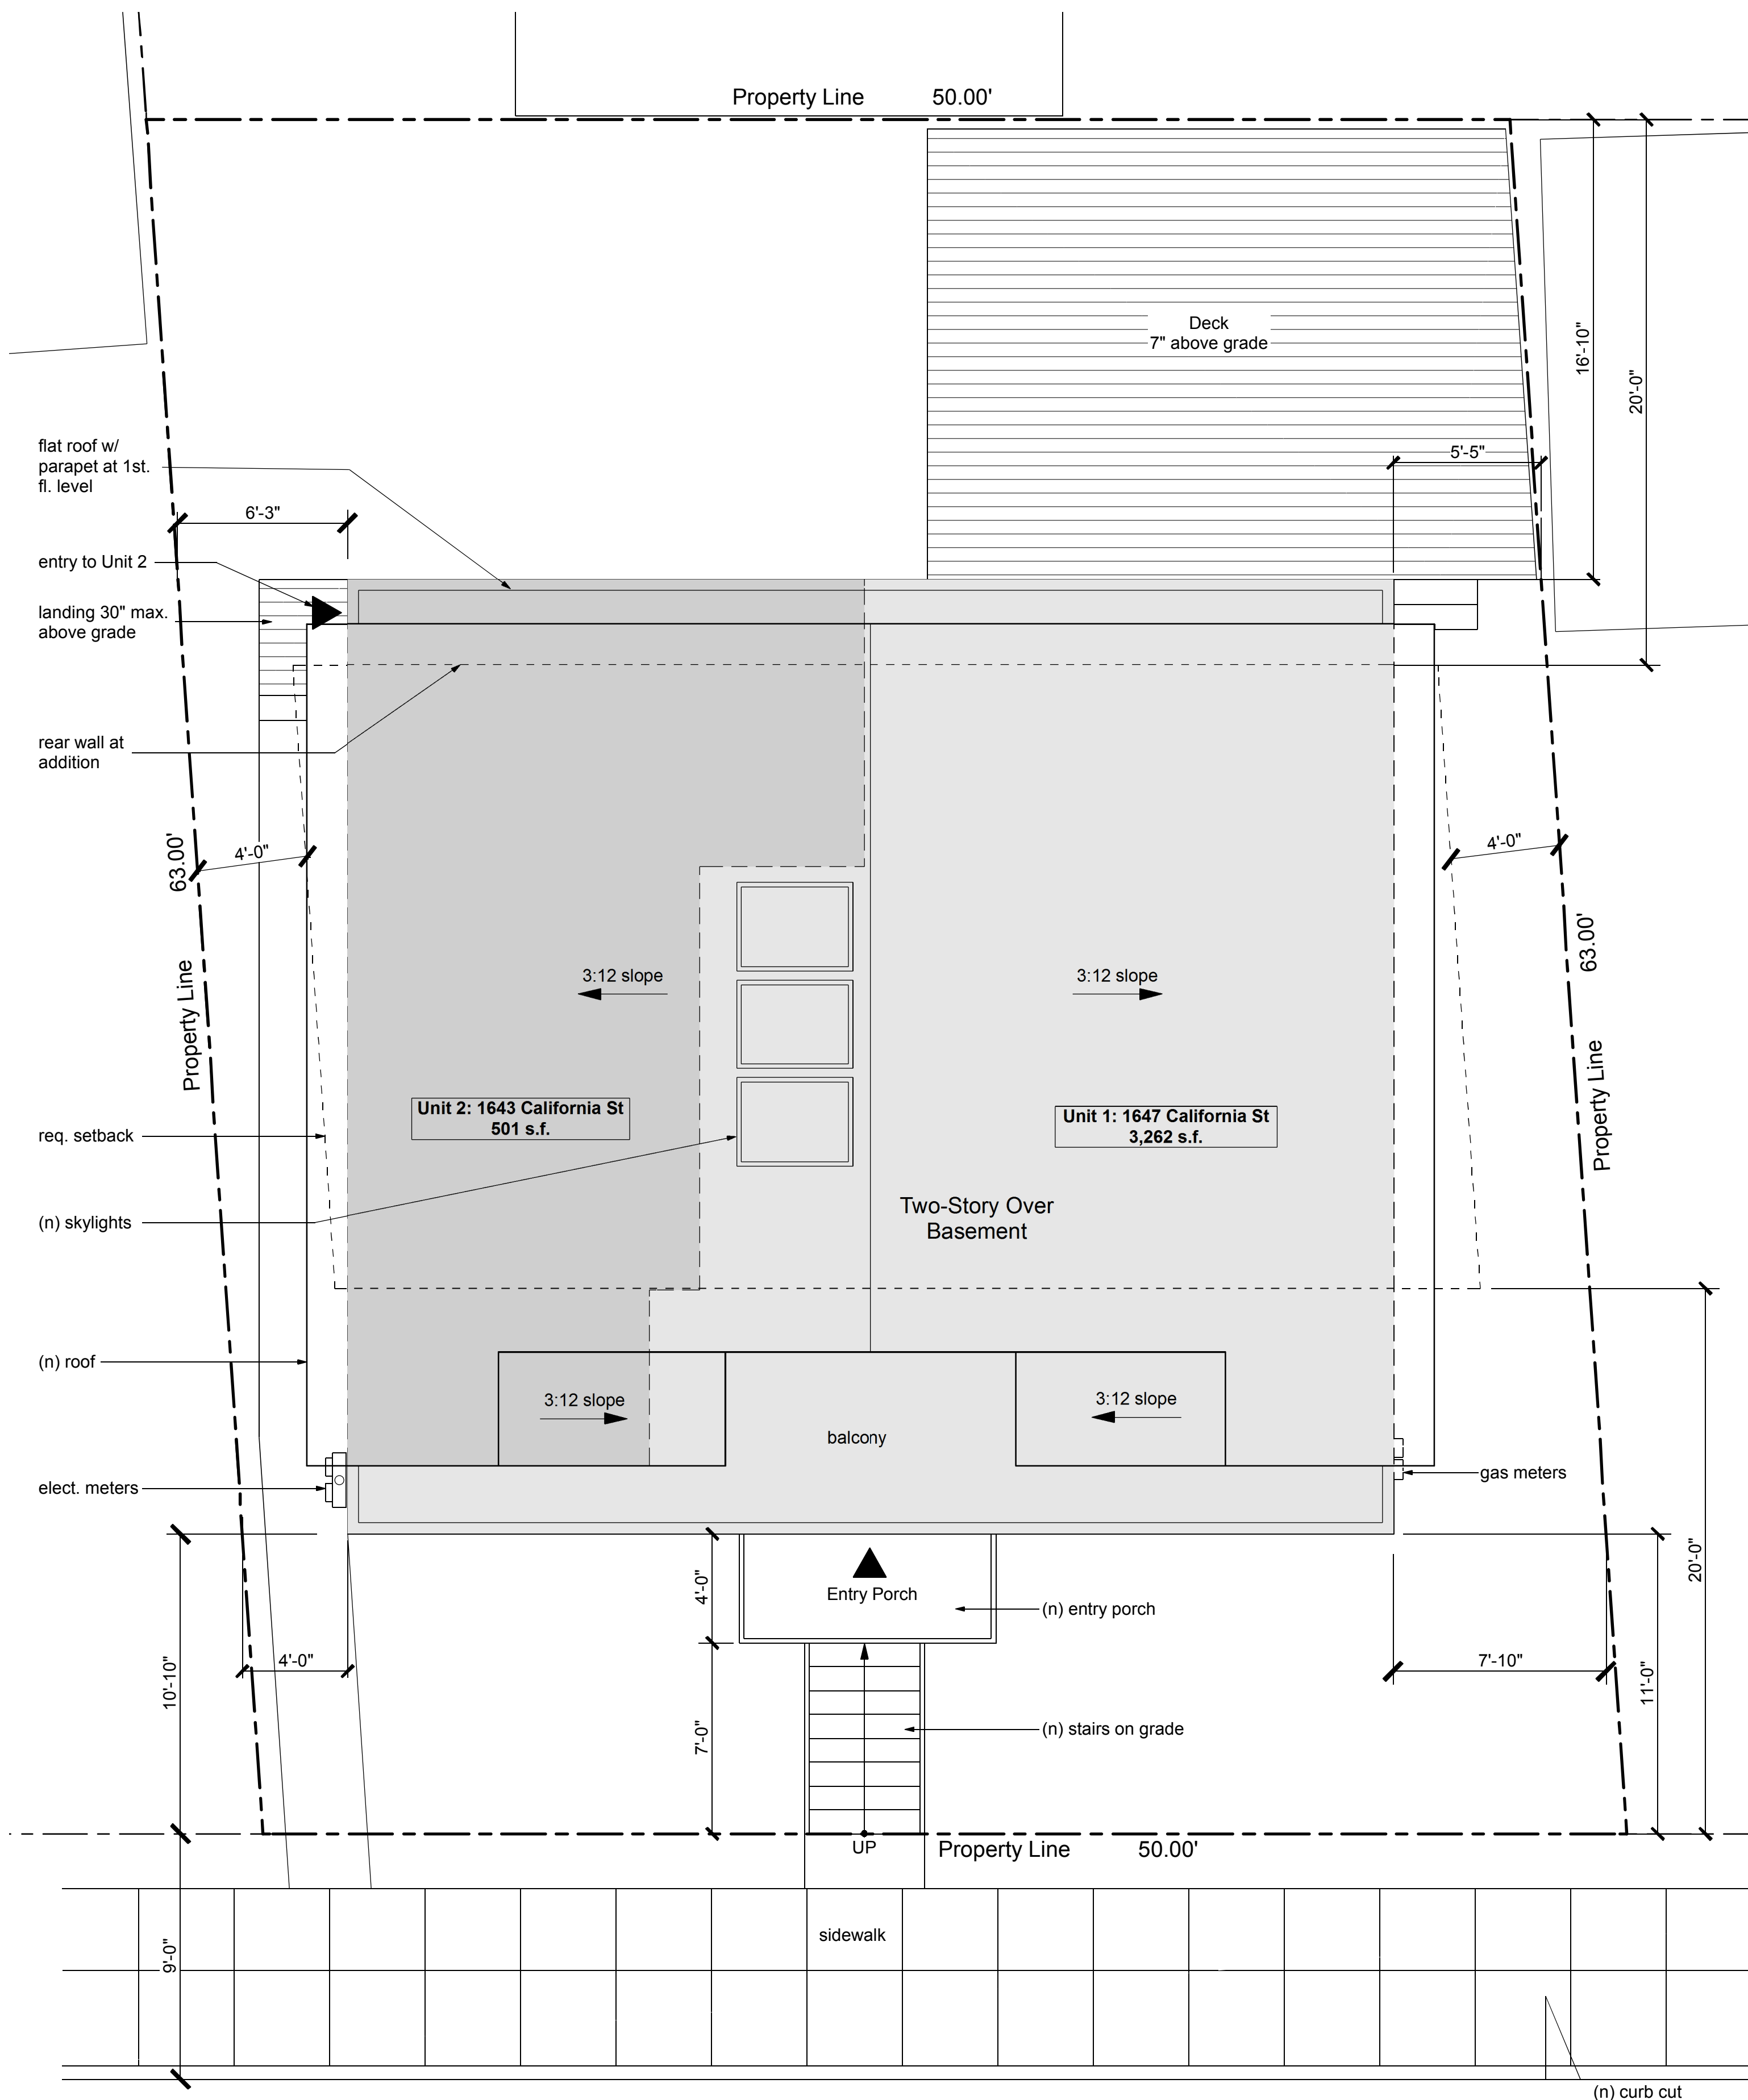 Property Line 50.00'
Deck
7" above grade
16'-10"
20'-0"
5'-5"
flat roof w/
parapet at 1st.
fl. level
6'-3"
entry to Unit 2
landing 30" max.
above grade
rear wall at
addition
63.00'
4'-0"
4'-0"
63.00'
Property Line
3:12 slope
3:12 slope
Property Line
Unit 2: 1643 California St
501 s.f.
Unit 1: 1647 California St
3,262 s.f.
req. setback
Two-Story Over
Basement
(n) skylights
(n) roof
3:12 slope
3:12 slope
balcony
elect. meters
gas meters
4'-0"
Entry Porch
(n) entry porch
20'-0"
10'-10"
4'-0"
7'-10"
11'-0"
7'-0"
(n) stairs on grade
UP
Property Line 50.00'
9'-0"
sidewalk
(n) curb cut